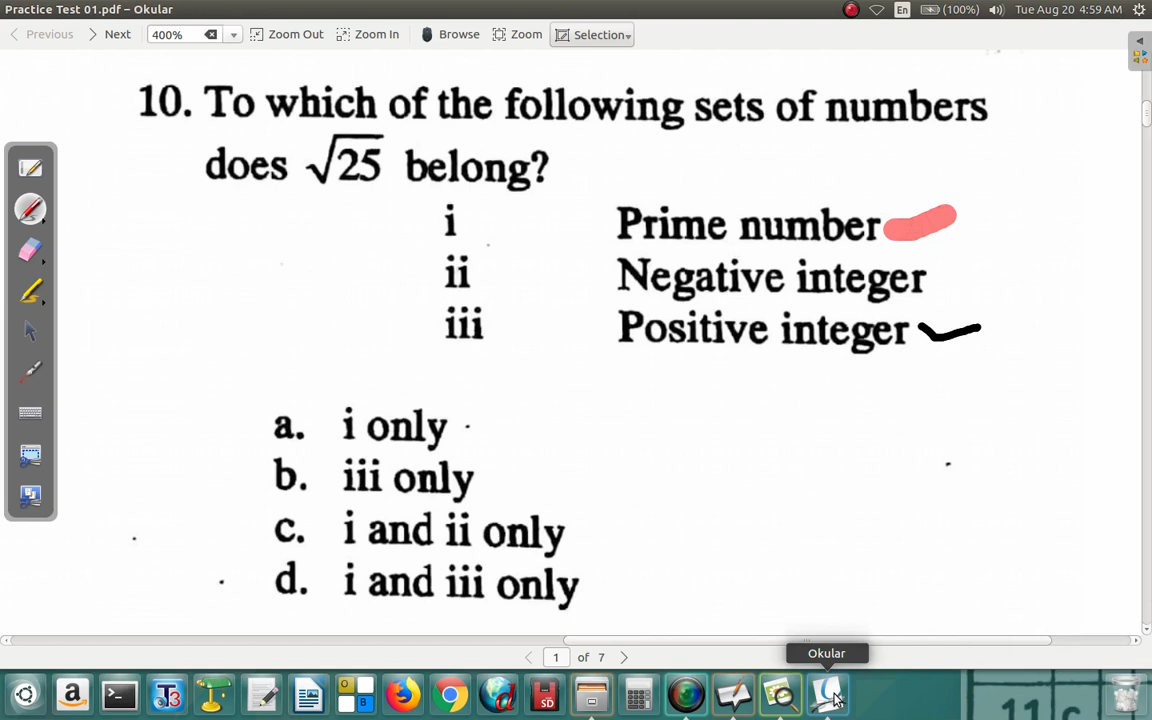 Practice Test 01.pdf – Okular
En (100%) Tue Aug 20 4:59 AM
Previous Next 400% Zoom Out Zoom In Browse Zoom Selection
10. To which of the following sets of numbers
does √25 belong?
i Prime number
ii Negative integer
iii Positive integer
a. i only
b. iii only
c. i and ii only
d. i and iii only
1 of 7
Okular